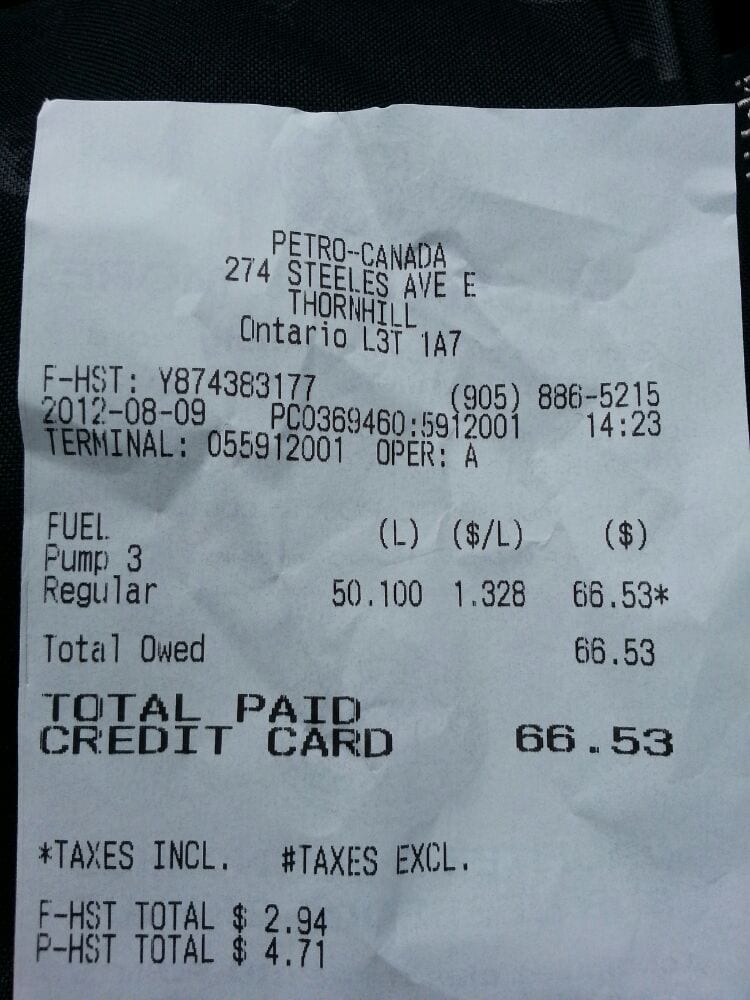 PETRO-CANADA
274 STEELES AVE E
THORNHILL
Ontario L3T 1A7
F-HST: Y874383177 (905) 886-5215
2012-08-09 PC0369460:5912001 14:23
TERMINAL: 055912001 OPER: A
FUEL (L) ($/L) ($)
Pump 3
Regular 50.100 1.328 66.53*
Total Owed 66.53
TOTAL PAID
CREDIT CARD 66.53
*TAXES INCL. #TAXES EXCL.
F-HST TOTAL $ 2.94
P-HST TOTAL $ 4.71